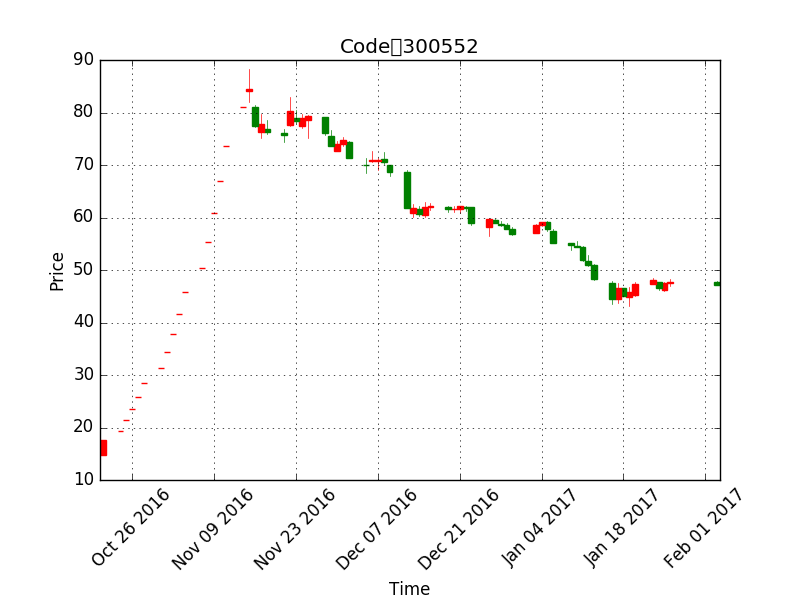 Code▯300552
90
80
70
60
50
40
30
20
10
Price
Oct 26 2016
Nov 09 2016
Nov 23 2016
Dec 07 2016
Dec 21 2016
Jan 04 2017
Jan 18 2017
Feb 01 2017
Time